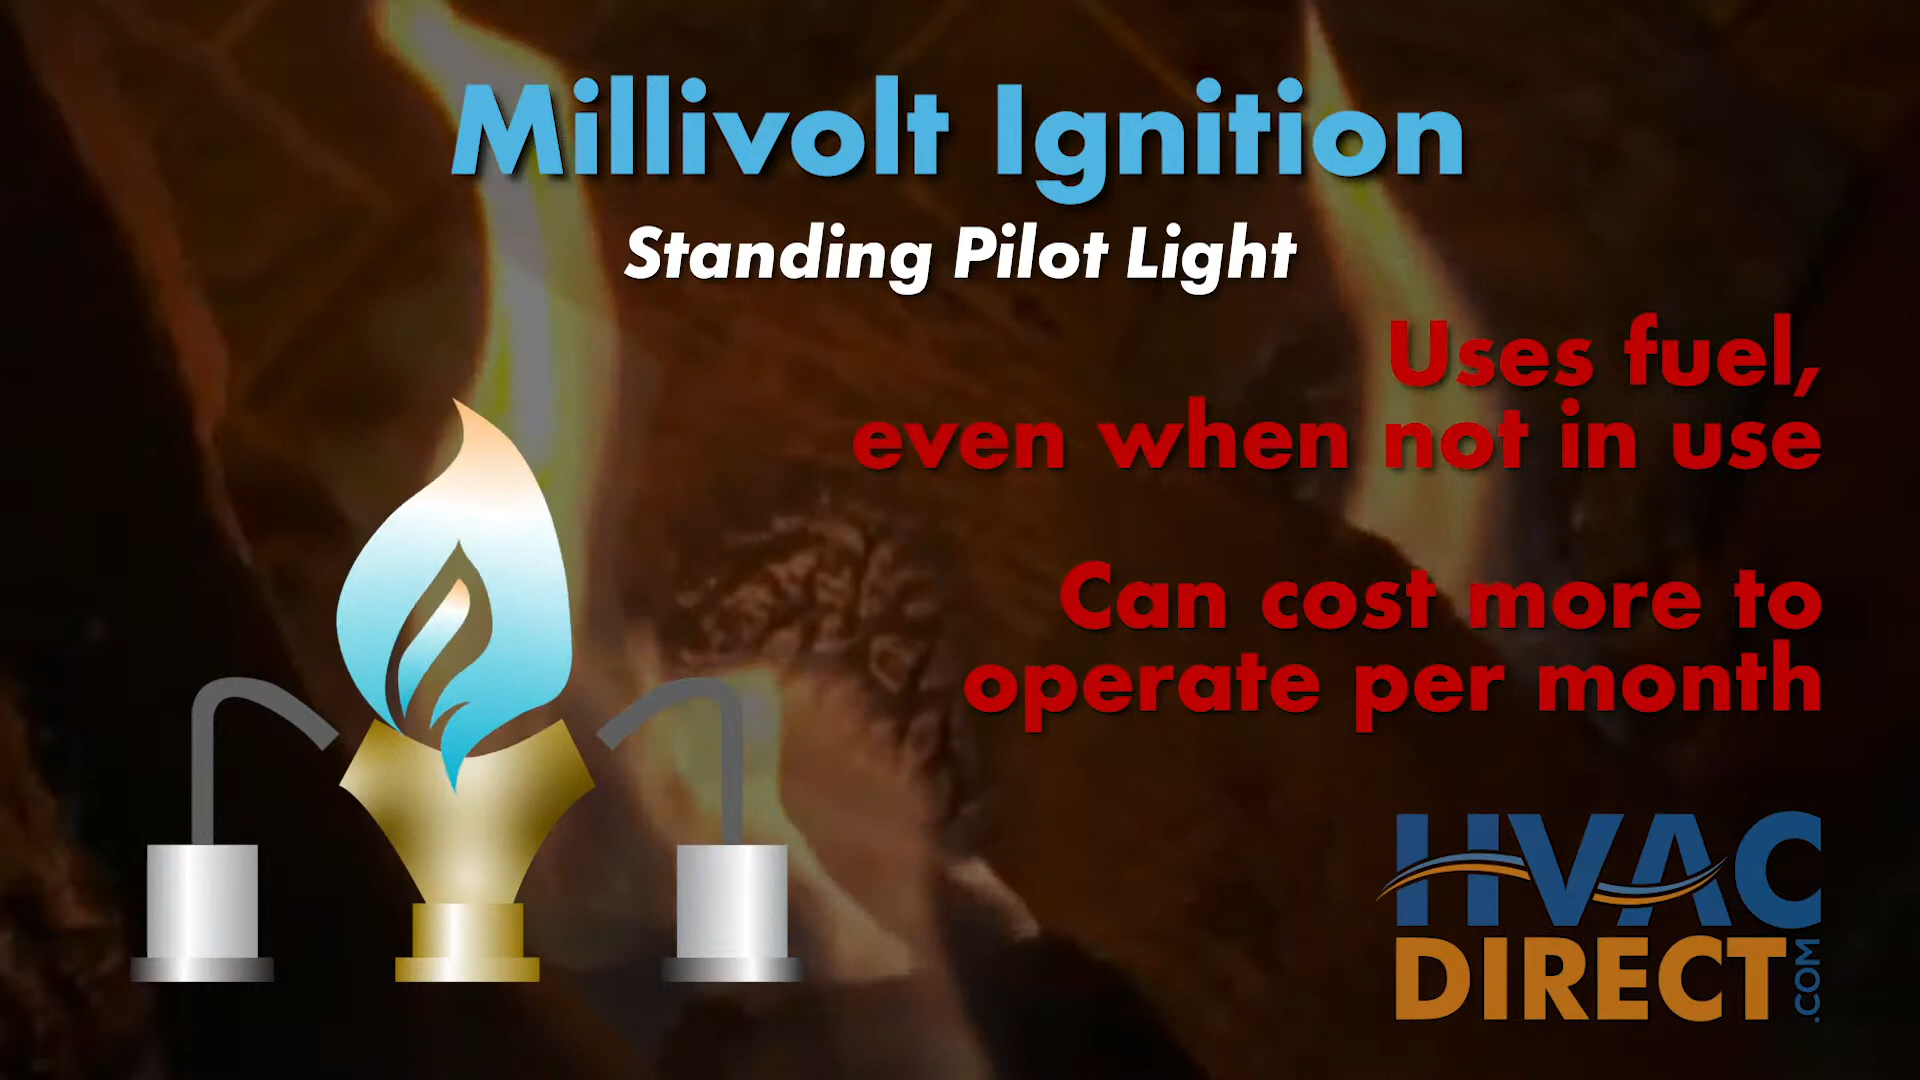 Millivolt Ignition
Standing Pilot Light
Uses fuel,
even when not in use
Can cost more to
operate per month
HVAC
DIRECT
.COM